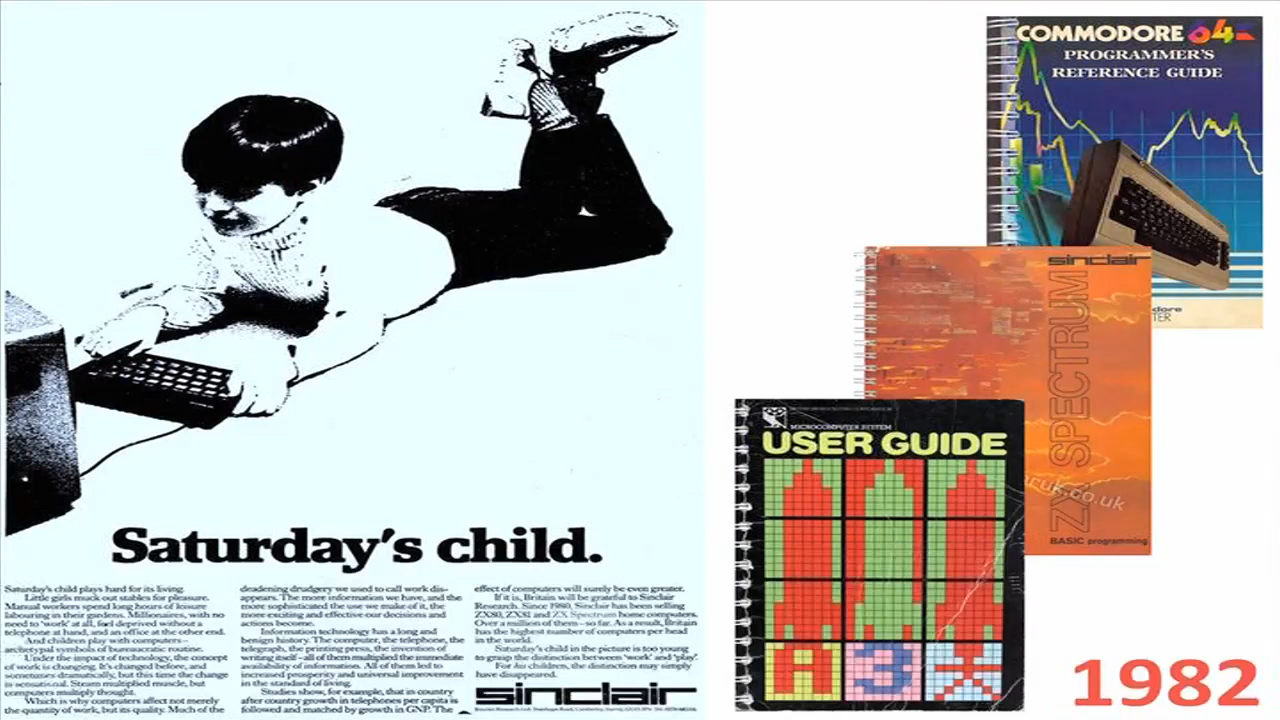 Saturday's child.
Saturday's child plays hard for its living.
Little girls muck out stables for pleasure.
Manual workers spend long hours of leisure
labouring in their gardens. Millionaires, with no
need to 'work' at all, feel deprived without a
telephone at hand, and an office at the other end.
And children play with computers–
archetypal symbols of bureaucratic routine.
Under the impact of technology, the concept
of work is changing. It's changed before, and
sometimes dramatically, but this time the change
is sensational. Steam multiplied muscle, but
computers multiply thought.
Which is why computers affect not merely
the quantity of work, but its quality. Much of the
deadening drudgery we used to call work dis-
appears. The more information we have, and the
more sophisticated the use we make of it, the
more exciting and effective our decisions and
actions become.
Information technology has a long and
benign history. The computer, the telephone, the
telegraph, the printing press, the invention of
writing itself–all of them multiplied the immediate
availability of information. All of them led to
increased prosperity and universal improvement
in the standard of living.
Studies show, for example, that in country
after country growth in telephones per capita is
followed and matched by growth in GNP. The
effect of computers will surely be even greater.
If it is, Britain will be grateful to Sinclair
Research. Since 1980, Sinclair has been selling
ZX80, ZX81 and ZX Spectrum home computers.
Over a million of them–so far. As a result, Britain
has the highest number of computers per head
in the world.
Saturday's child in the picture is too young
to grasp the distinction between 'work' and 'play'.
For his children, the distinction may simply
have disappeared.
sinclair
COMMODORE 64
PROGRAMMER'S
REFERENCE GUIDE
sinclair
ZX SPECTRUM
BASIC programming
MICROCOMPUTER SYSTEM
USER GUIDE
1982